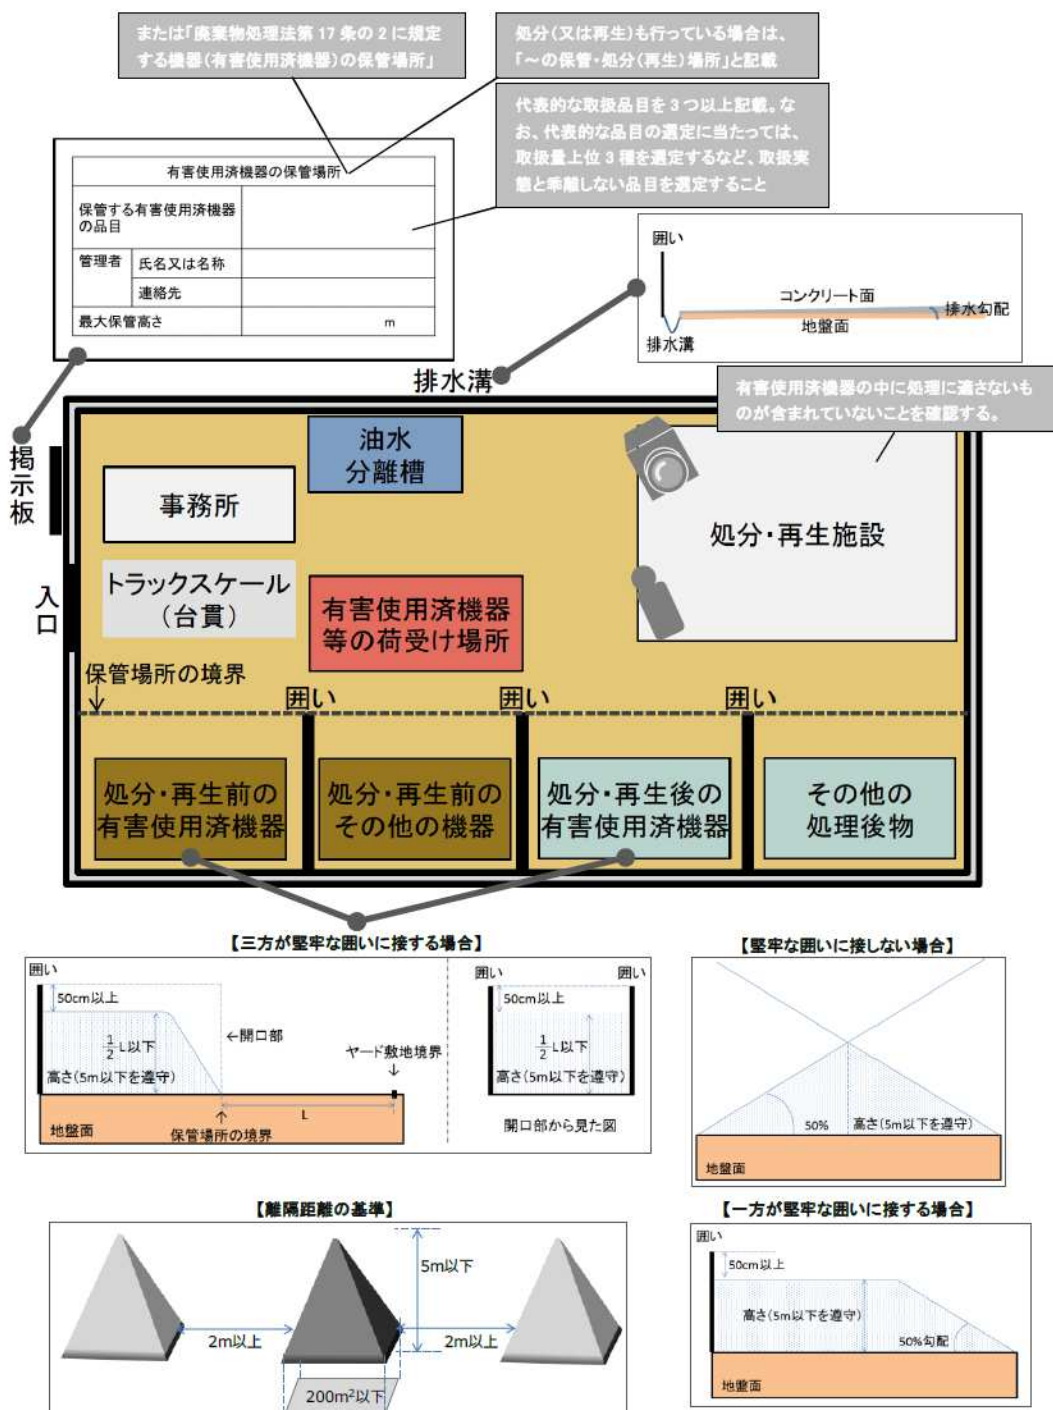 または「廃棄物処理法第 17 条の 2 に規定
する機器(有害使用済機器)の保管場所」
処分(又は再生)も行っている場合は、
「～の保管・処分(再生)場所」と記載
代表的な取扱品目を 3 つ以上記載。な
お、代表的な品目の選定に当たっては、
取扱量上位 3 種を選定するなど、取扱実
態と乖離しない品目を選定すること
有害使用済機器の保管場所
保管する有害使用済機器
の品目
管理者
氏名又は名称
連絡先
最大保管高さ
m
囲い
コンクリート面
排水勾配
地盤面
排水溝
排水溝
有害使用済機器の中に処理に適さないも
のが含まれていないことを確認する。
掲示板
油水
分離槽
事務所
処分・再生施設
入口
トラックスケール
(台貫)
有害使用済機器
等の荷受け場所
保管場所の境界
囲い
囲い
囲い
処分・再生前の
有害使用済機器
処分・再生前の
その他の機器
処分・再生後の
有害使用済機器
その他の
処理後物
【三方が堅牢な囲いに接する場合】
囲い
50cm以上
1/2 L以下
←開口部
高さ(5m以下を遵守)
ヤード敷地境界
L
地盤面
保管場所の境界
囲い
囲い
50cm以上
1/2 L以下
高さ(5m以下を遵守)
開口部から見た図
【堅牢な囲いに接しない場合】
50%
高さ(5m以下を遵守)
地盤面
【離隔距離の基準】
5m以下
2m以上
2m以上
200m²以下
【一方が堅牢な囲いに接する場合】
囲い
50cm以上
高さ(5m以下を遵守)
50%勾配
地盤面